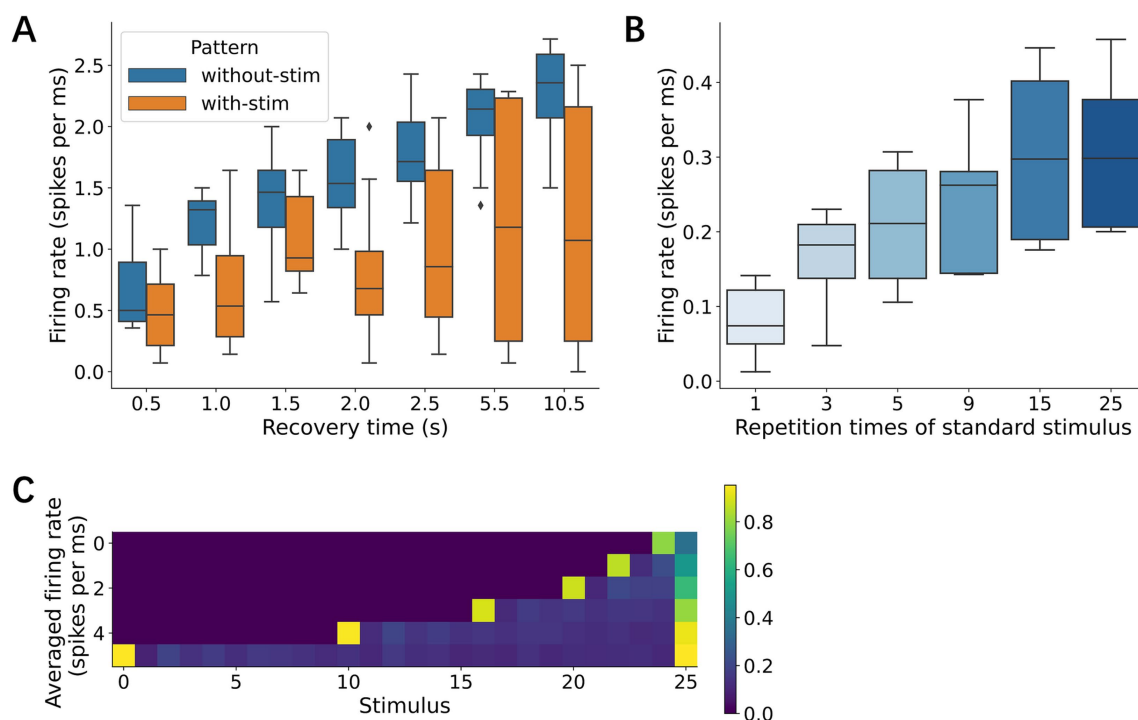 A
Pattern
without-stim
with-stim
Firing rate (spikes per ms)
2.5
2.0
1.5
1.0
0.5
0.0
0.5 1.0 1.5 2.0 2.5 5.5 10.5
Recovery time (s)
B
Firing rate (spikes per ms)
0.4
0.3
0.2
0.1
0.0
1 3 5 9 15 25
Repetition times of standard stimulus
C
Averaged firing rate
(spikes per ms)
0
2
4
0 5 10 15 20 25
Stimulus
0.8
0.6
0.4
0.2
0.0